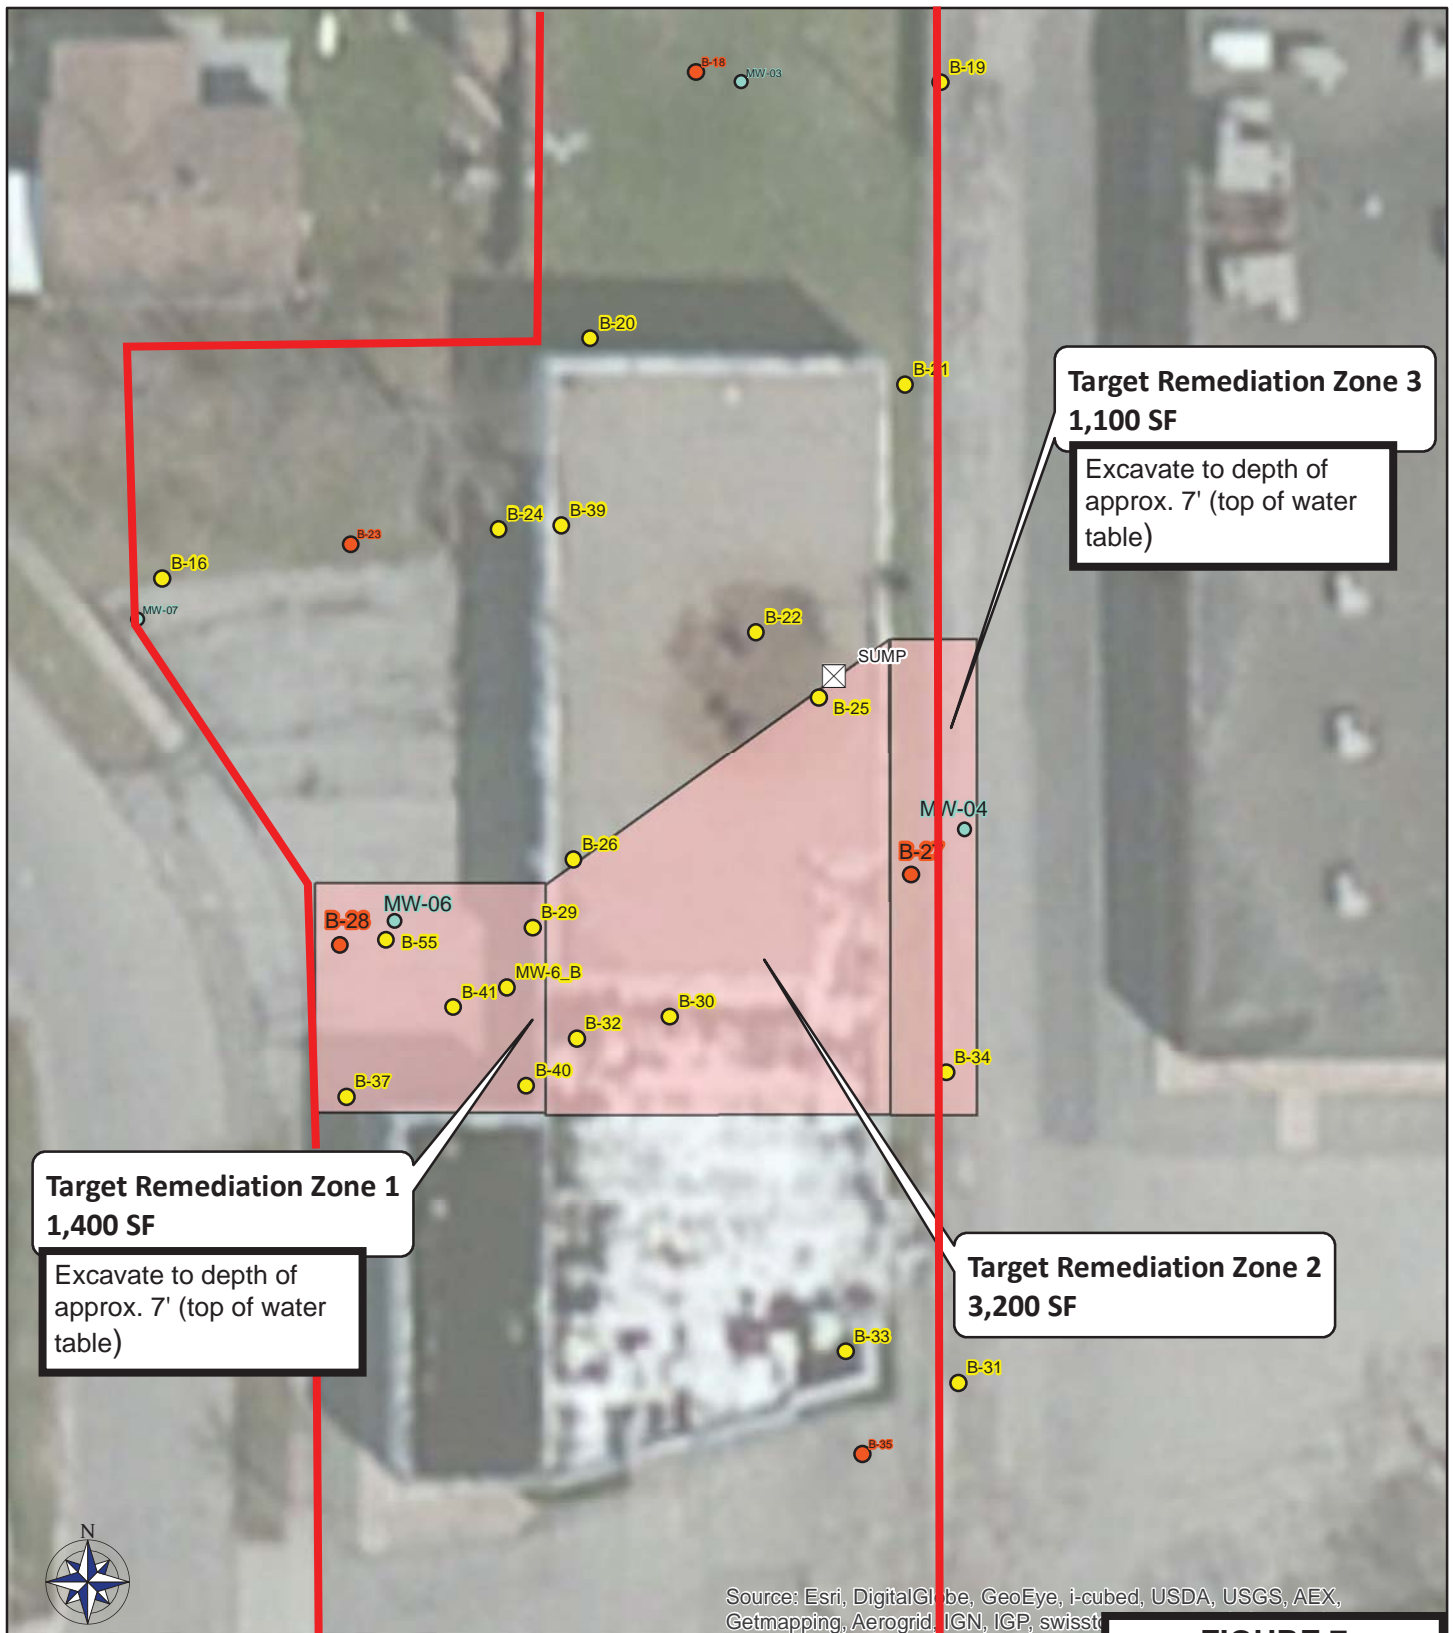 B-18
MW-03
B-19
B-20
B-21
Target Remediation Zone 3
1,100 SF
Excavate to depth of
approx. 7' (top of water
table)
B-24
B-39
B-23
B-16
MW-07
B-22
SUMP
B-25
MW-04
B-27
B-26
MW-06
B-28
B-55
B-29
MW-6_B
B-41
B-30
B-32
B-34
B-40
B-37
Target Remediation Zone 1
1,400 SF
Excavate to depth of
approx. 7' (top of water
table)
Target Remediation Zone 2
3,200 SF
B-33
B-31
B-35
N
Source: Esri, DigitalGlobe, GeoEye, i-cubed, USDA, USGS, AEX,
Getmapping, Aerogrid, IGN, IGP,